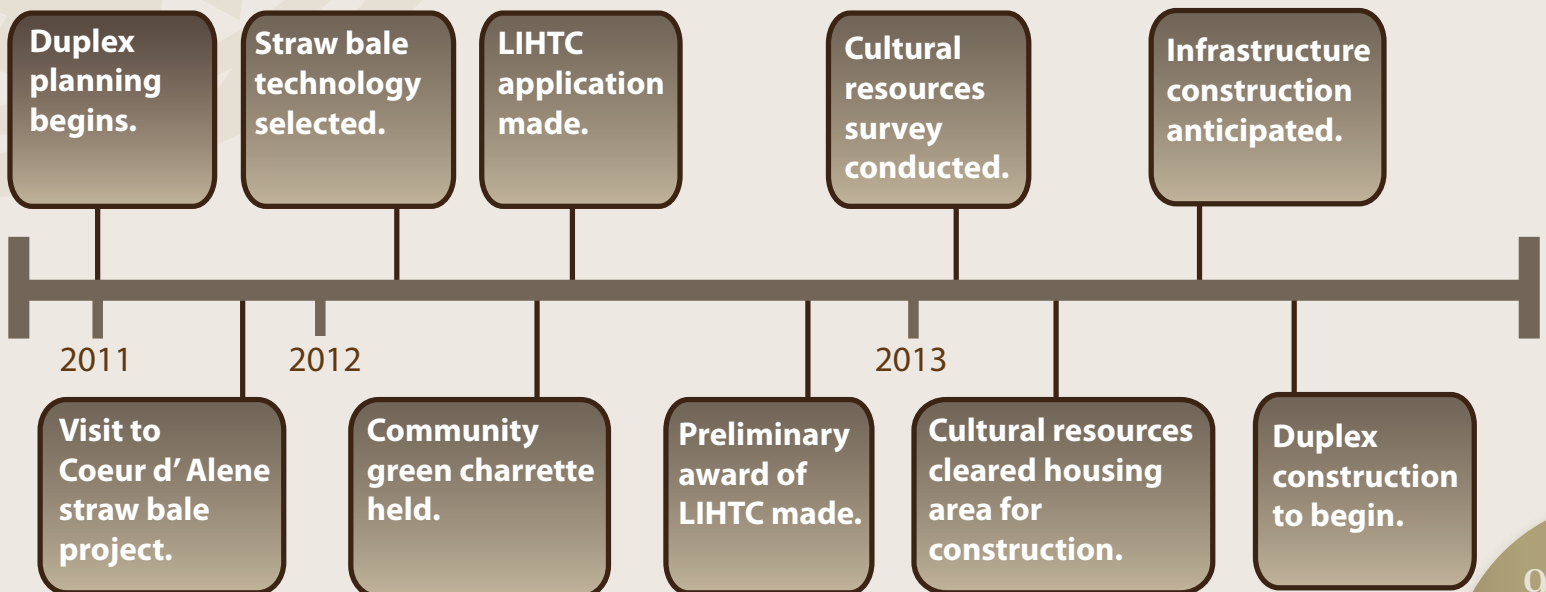 Duplex
planning
begins.
Straw bale
technology
selected.
LIHTC
application
made.
Cultural
resources
survey
conducted.
Infrastructure
construction
anticipated.
2011
2012
2013
Visit to
Coeur d’ Alene
straw bale
project.
Community
green charrette
held.
Preliminary
award of
LIHTC made.
Cultural resources
cleared housing
area for
construction.
Duplex
construction
to begin.